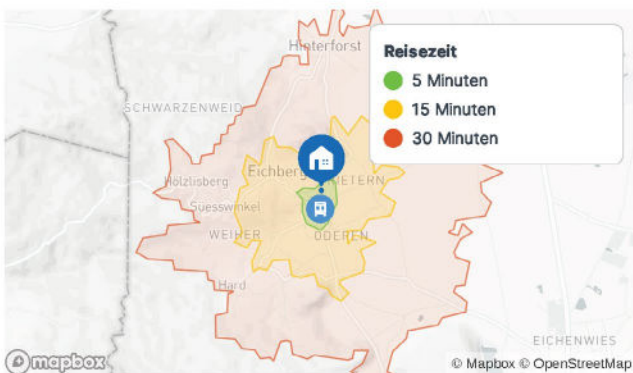 Hinterforst
Reisezeit
5 Minuten
15 Minuten
30 Minuten
SCHWARZENWEID
Eichberg
Hölzlisberg
Suesswinkel
WEIHER
ODEREN
Hard
EICHENWIES
mapbox
© Mapbox © OpenStreetMap